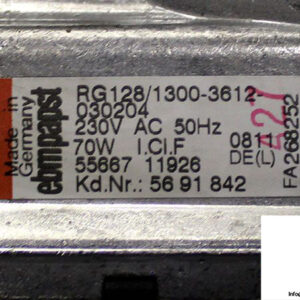 Made in
Germany
ebmpapst
RG128/1300-3612
030204
230V AC 50Hz
70W I.Cl.F
0811
DE(L)
55667 11926
Kd.Nr.: 56 91 842
427
FA268252